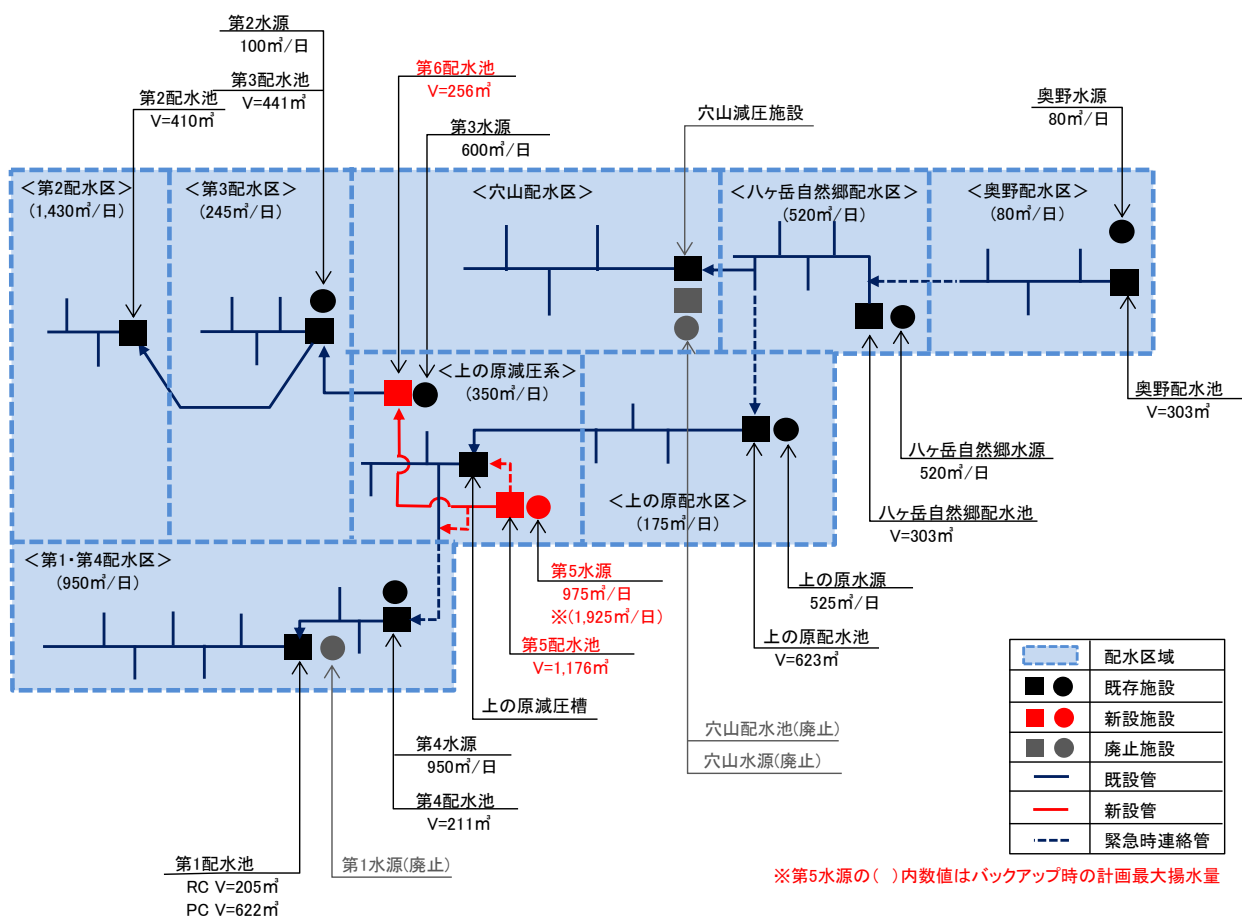 第2水源
100㎥/日
第3配水池
V=441㎥
第2配水池
V=410㎥
第6配水池
V=256㎥
第3水源
600㎥/日
穴山減圧施設
奥野水源
80㎥/日
<第2配水区>
(1,430㎥/日)
<第3配水区>
(245㎥/日)
<穴山配水区>
<八ヶ岳自然郷配水区>
(520㎥/日)
<奥野配水区>
(80㎥/日)
<上の原減圧系>
(350㎥/日)
奥野配水池
V=303㎥
八ヶ岳自然郷水源
520㎥/日
<上の原配水区>
(175㎥/日)
八ヶ岳自然郷配水池
V=303㎥
<第1・第4配水区>
(950㎥/日)
第5水源
975㎥/日
※(1,925㎥/日)
第5配水池
V=1,176㎥
上の原水源
525㎥/日
上の原配水池
V=623㎥
上の原減圧槽
穴山配水池(廃止)
穴山水源(廃止)
第4水源
950㎥/日
第4配水池
V=211㎥
第1配水池
RC V=205㎥
PC V=622㎥
第1水源(廃止)
配水区域
既存施設
新設施設
廃止施設
既設管
新設管
緊急時連絡管
※第5水源の( )内数値はバックアップ時の計画最大揚水量